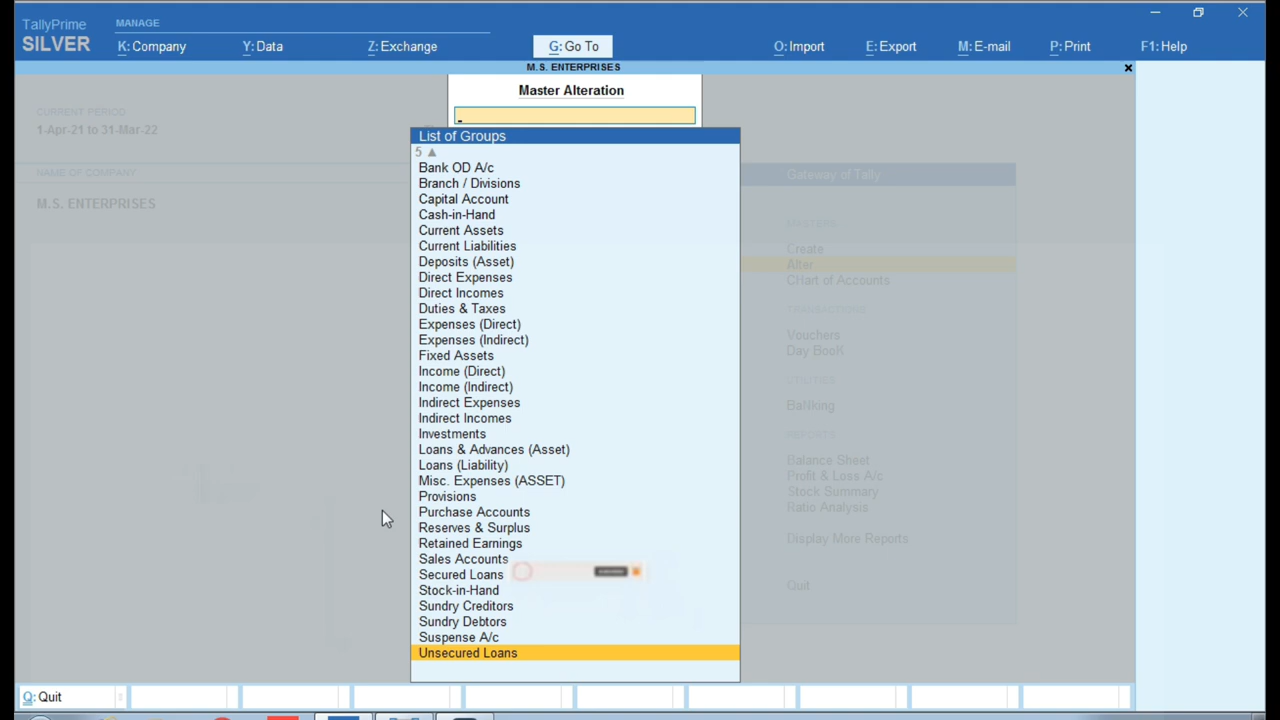 TallyPrime
SILVER
MANAGE
K: Company
Y: Data
Z: Exchange
G: Go To
O: Import
E: Export
M: E-mail
P: Print
F1: Help
M.S. ENTERPRISES
Master Alteration
CURRENT PERIOD
1-Apr-21 to 31-Mar-22
NAME OF COMPANY
M.S. ENTERPRISES
List of Groups
5
Bank OD A/c
Branch / Divisions
Capital Account
Cash-in-Hand
Current Assets
Current Liabilities
Deposits (Asset)
Direct Expenses
Direct Incomes
Duties & Taxes
Expenses (Direct)
Expenses (Indirect)
Fixed Assets
Income (Direct)
Income (Indirect)
Indirect Expenses
Indirect Incomes
Investments
Loans & Advances (Asset)
Loans (Liability)
Misc. Expenses (ASSET)
Provisions
Purchase Accounts
Reserves & Surplus
Retained Earnings
Sales Accounts
Secured Loans
Stock-in-Hand
Sundry Creditors
Sundry Debtors
Suspense A/c
Unsecured Loans
Gateway of Tally
MASTERS
Create
Alter
CHart of Accounts
TRANSACTIONS
Vouchers
Day BooK
UTILITIES
BaNking
REPORTS
Balance Sheet
Profit & Loss A/c
Stock Summary
Ratio Analysis
Display More Reports
Quit
Q: Quit